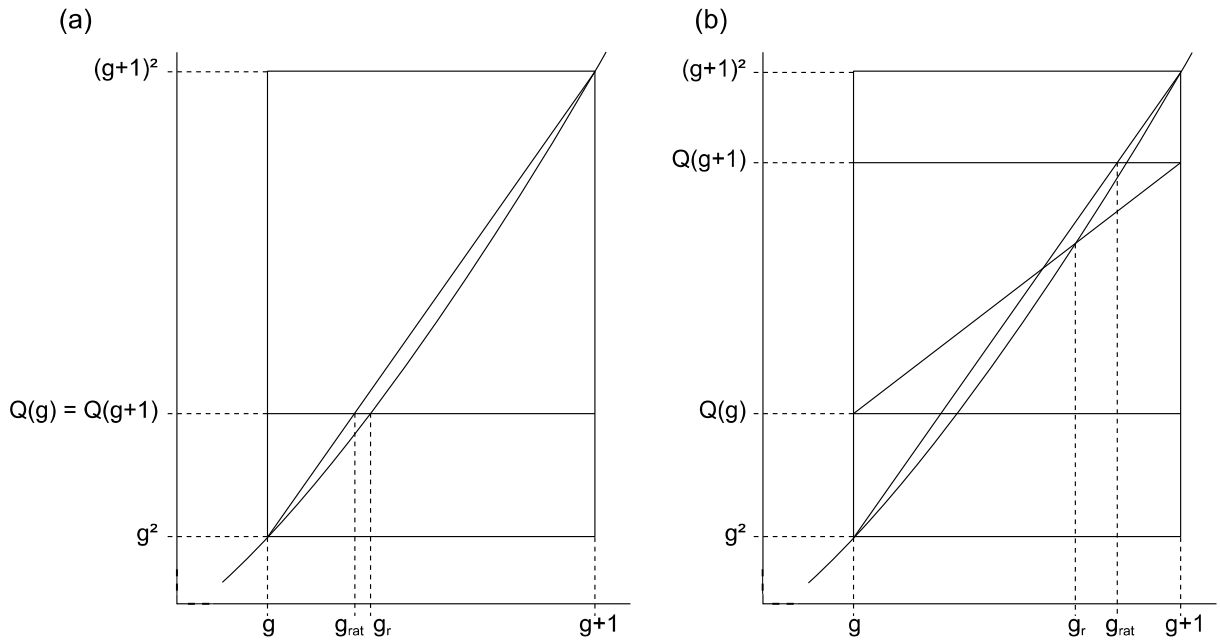 (a)
(g+1)²
Q(g) = Q(g+1)
g²
g
g_rat
g_r
g+1
(b)
(g+1)²
Q(g+1)
Q(g)
g²
g
g_r
g_rat
g+1